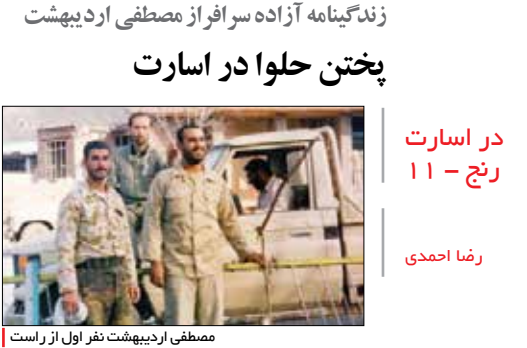 زندگینامه آزاده سرافراز مصطفی اردیبهشت
پختن حلوا در اسارت
در اسارت
رنج - ۱۱
رضا احمدی
مصطفی اردیبهشت نفر اول از راست